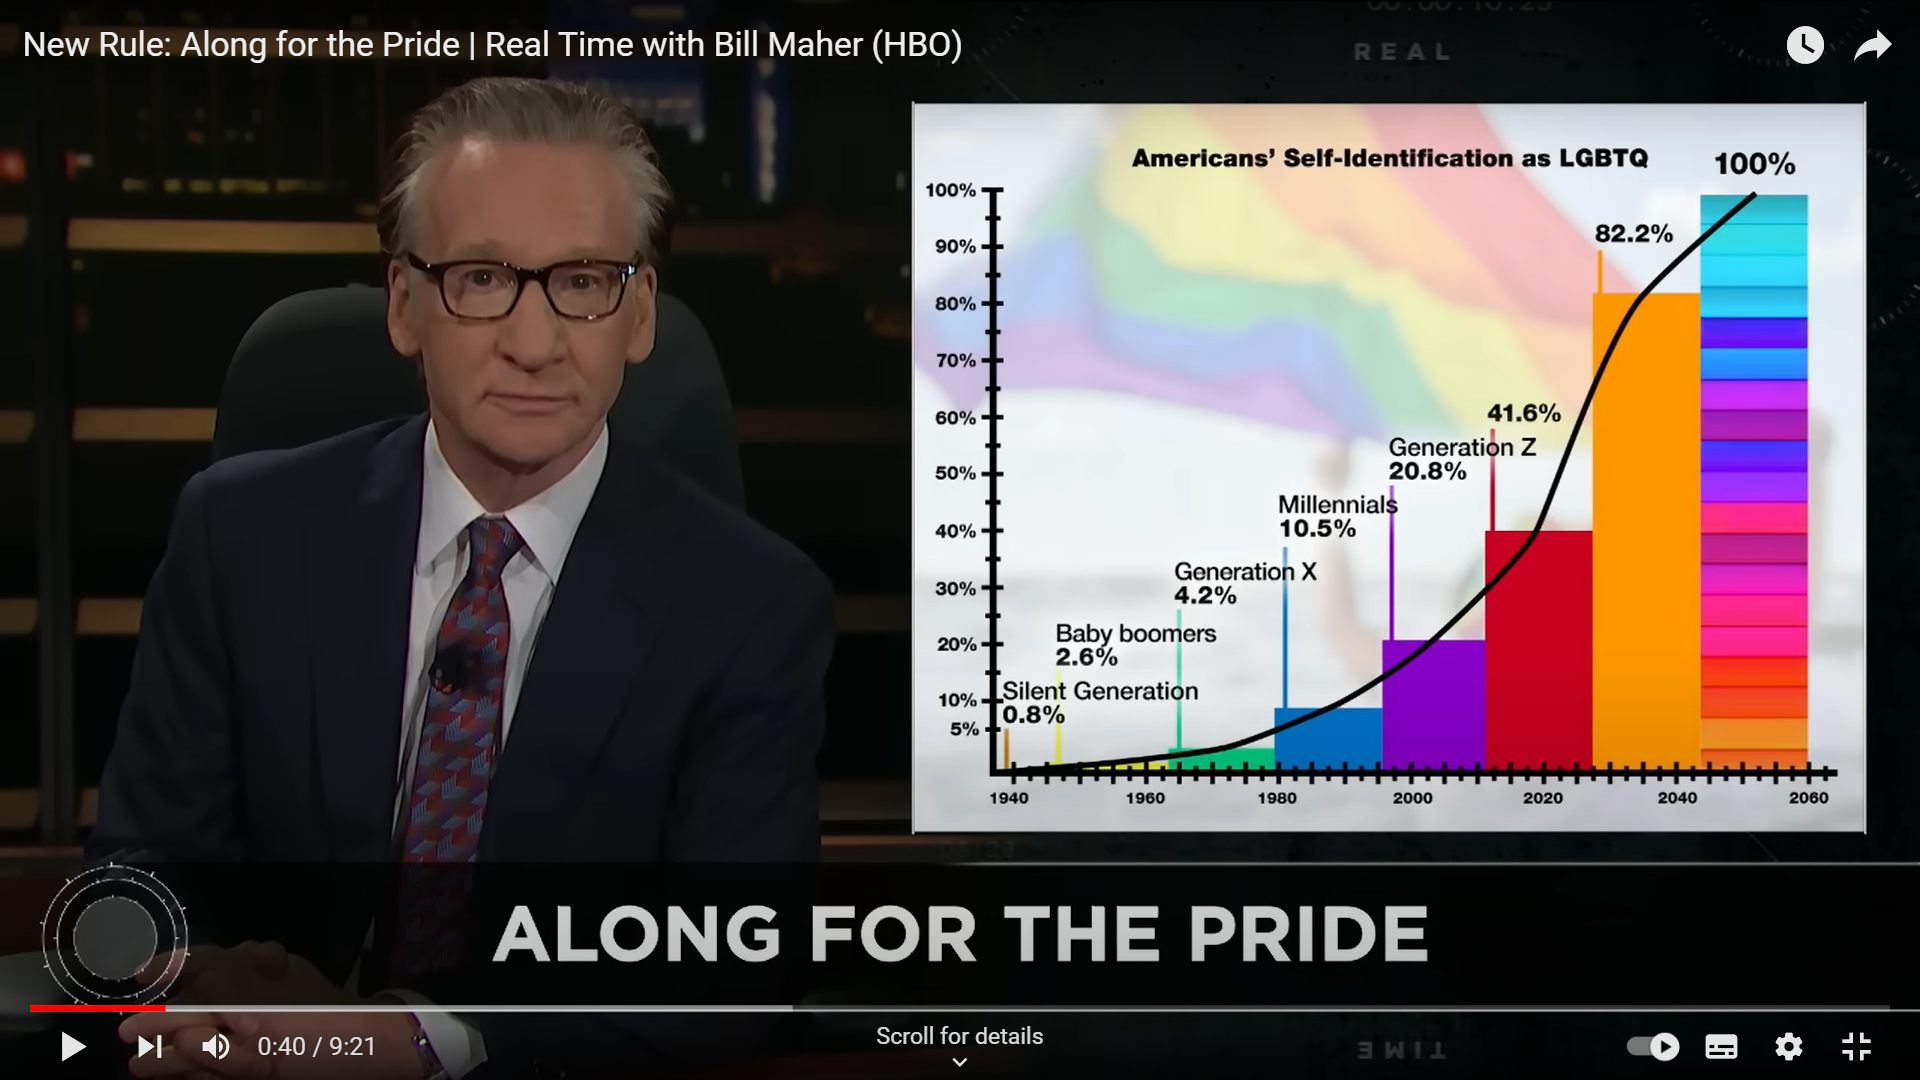 New Rule: Along for the Pride | Real Time with Bill Maher (HBO)
REAL
Americans' Self-Identification as LGBTQ
100%
100%
90%
80%
70%
60%
50%
40%
30%
20%
10%
5%
82.2%
41.6%
Generation Z
20.8%
Millennials
10.5%
Generation X
4.2%
Baby boomers
2.6%
Silent Generation
0.8%
1940 1960 1980 2000 2020 2040 2060
ALONG FOR THE PRIDE
0:40 / 9:21
Scroll for details
TIME